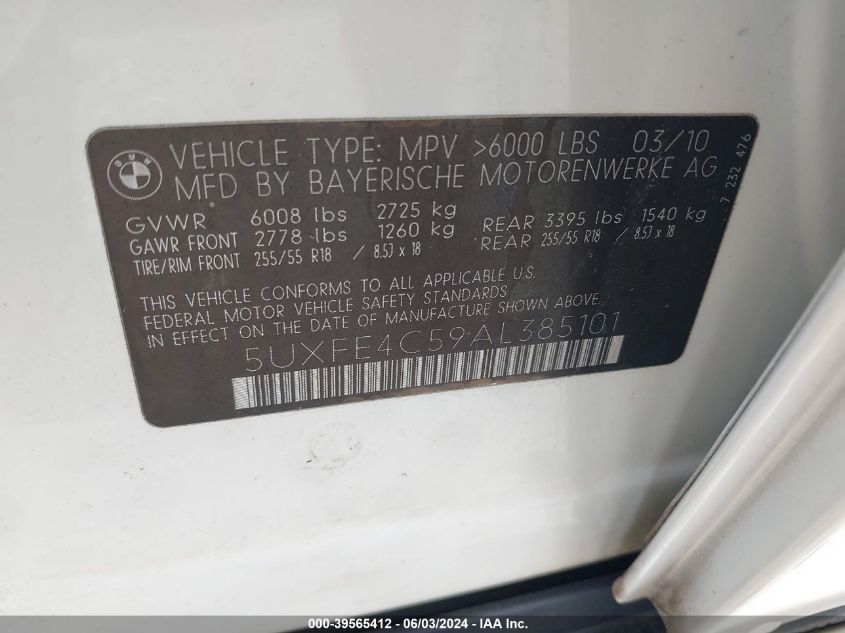 BMW
VEHICLE TYPE: MPV >6000 LBS 03/10
MFD BY BAYERISCHE MOTORENWERKE AG
7 232 476
GVWR 6008 lbs 2725 kg
GAWR FRONT 2778 lbs 1260 kg REAR 3395 lbs 1540 kg
TIRE/RIM FRONT 255/55 R18 / 8.5J x 18 REAR 255/55 R18 / 8.5J x 18
THIS VEHICLE CONFORMS TO ALL APPLICABLE U.S.
FEDERAL MOTOR VEHICLE SAFETY STANDARDS
IN EFFECT ON THE DATE OF MANUFACTURE SHOWN ABOVE.
5UXFE4C59AL385101
000-39565412 - 06/03/2024 - IAA, Inc.